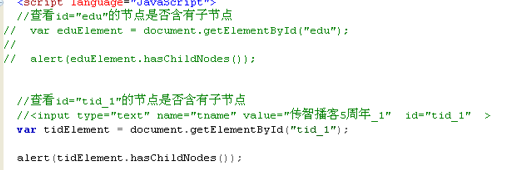 <script language="JavaScript">
//查看id="edu"的节点是否含有子节点
//  var eduElement = document.getElementById("edu");
//
//  alert(eduElement.hasChildNodes());
//查看id="tid_1"的节点是否含有子节点
//<input type="text" name="tname" value="传智播客5周年_1"  id="tid_1"  >
var tidElement = document.getElementById("tid_1");
alert(tidElement.hasChildNodes());